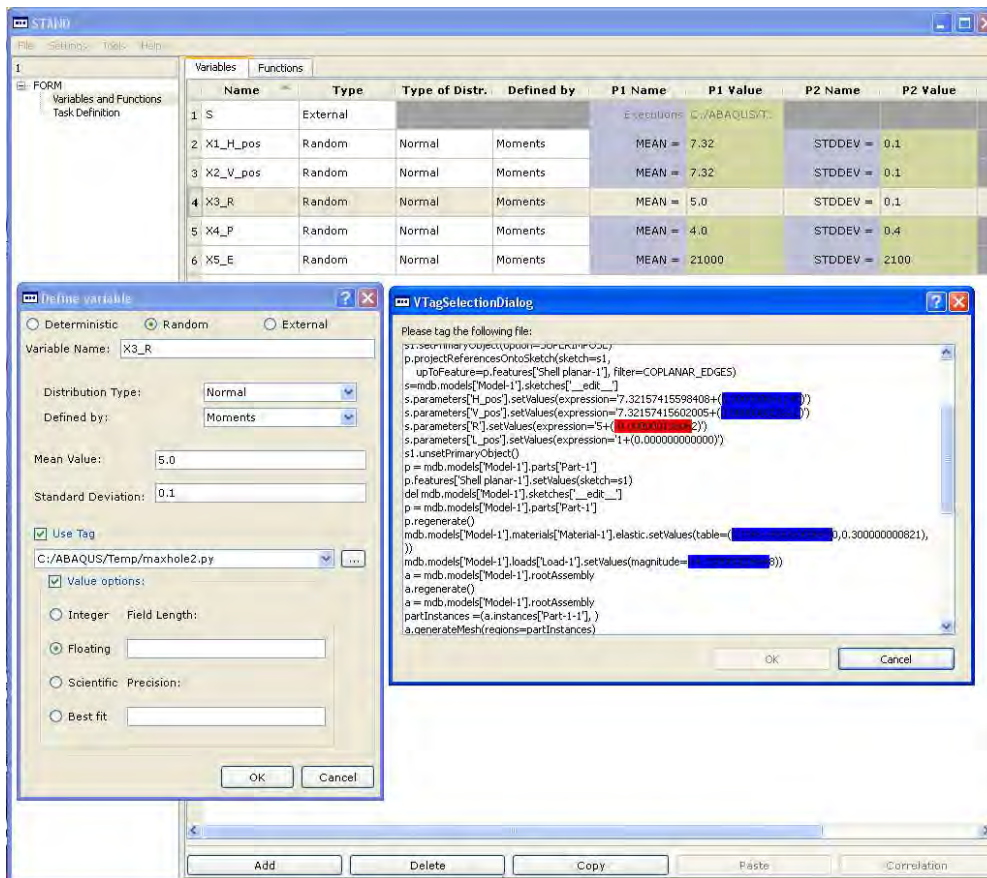 STAND
File Settings Tools Help
1
FORM
Variables and Functions
Task Definition
Variables Functions
Name Type Type of Distr. Defined by P1 Name P1 Value P2 Name P2 Value
1 S External Executions C:/ABAQUS/T..
2 X1_H_pos Random Normal Moments MEAN = 7.32 STDDEV = 0.1
3 X2_V_pos Random Normal Moments MEAN = 7.32 STDDEV = 0.1
4 X3_R Random Normal Moments MEAN = 5.0 STDDEV = 0.1
5 X4_P Random Normal Moments MEAN = 4.0 STDDEV = 0.4
6 X5_E Random Normal Moments MEAN = 21000 STDDEV = 2100
Define variable
Deterministic Random External
Variable Name: X3_R
Distribution Type: Normal
Defined by: Moments
Mean Value: 5.0
Standard Deviation: 0.1
Use Tag
C:/ABAQUS/Temp/maxhole2.py ...
Value options:
Integer Field Length:
Floating
Scientific Precision:
Best fit
OK Cancel
VTagSelectionDialog
Please tag the following file:
s1.setPrimaryObject(option=SUPERIMPOSE)
p.projectReferencesOntoSketch(sketch=s1,
upToFeature=p.features['Shell planar-1'], filter=COPLANAR_EDGES)
s=mdb.models['Model-1'].sketches['__edit__']
s.parameters['H_pos'].setValues(expression='7.32157415598408+( )')
s.parameters['V_pos'].setValues(expression='7.32157415602005+( )')
s.parameters['R'].setValues(expression='5+( 2)')
s.parameters['L_pos'].setValues(expression='1+(0.000000000000)')
s1.unsetPrimaryObject()
p = mdb.models['Model-1'].parts['Part-1']
p.features['Shell planar-1'].setValues(sketch=s1)
del mdb.models['Model-1'].sketches['__edit__']
p = mdb.models['Model-1'].parts['Part-1']
p.regenerate()
mdb.models['Model-1'].materials['Material-1'].elastic.setValues(table=( 0,0.300000000821),
))
mdb.models['Model-1'].loads['Load-1'].setValues(magnitude= 8))
a = mdb.models['Model-1'].rootAssembly
a.regenerate()
a = mdb.models['Model-1'].rootAssembly
partInstances =(a.instances['Part-1-1'], )
a.generateMesh(regions=partInstances)
OK Cancel
Add Delete Copy Paste Correlation